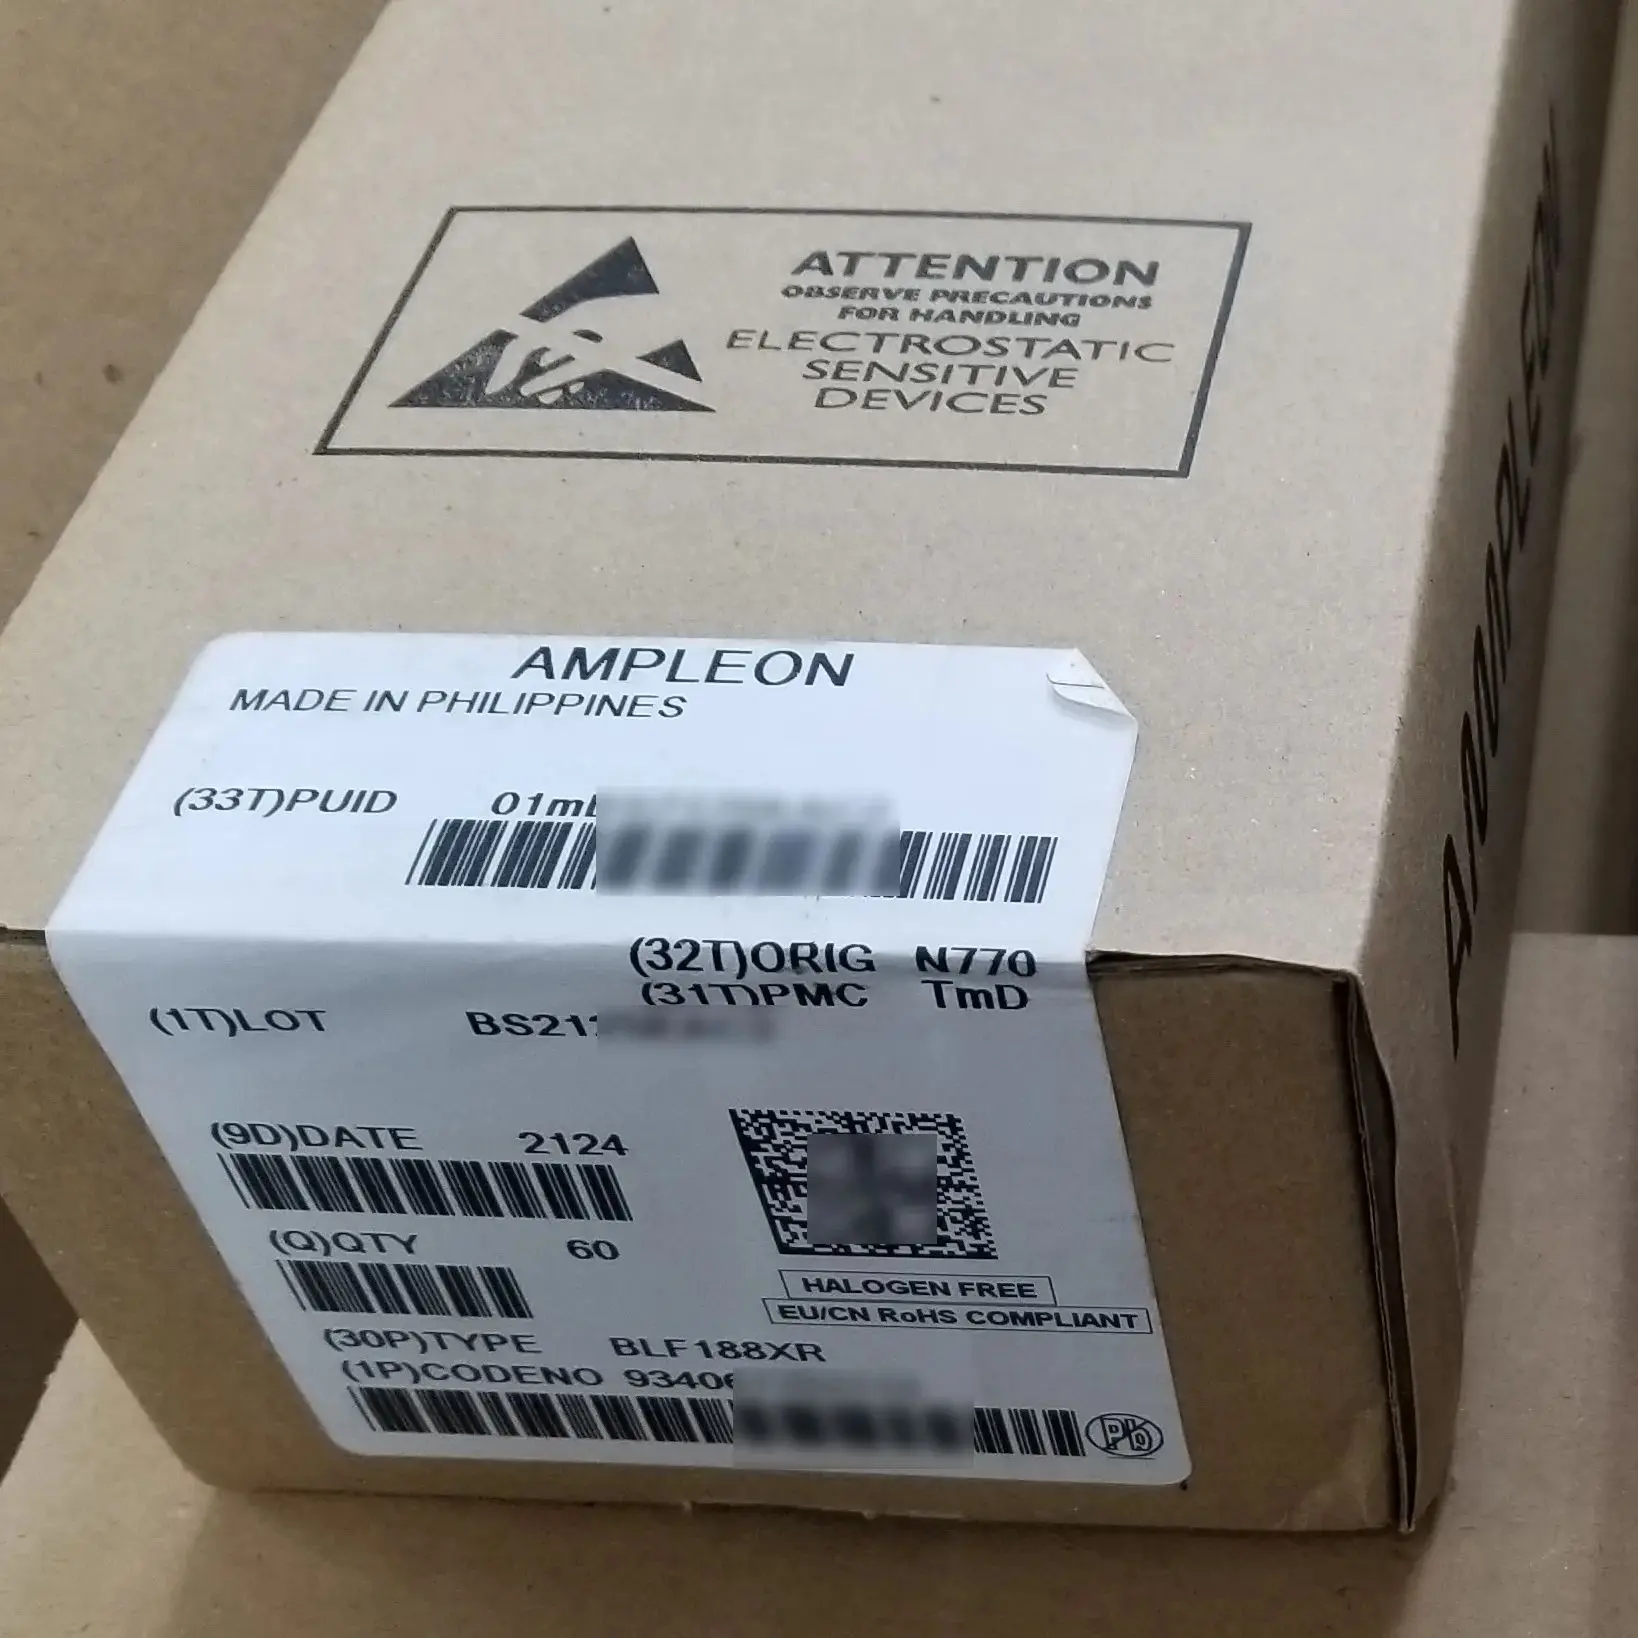 ATTENTION
OBSERVE PRECAUTIONS
FOR HANDLING
ELECTROSTATIC
SENSITIVE
DEVICES
AMPLEON
AMPLEON
MADE IN PHILIPPINES
(33T)PUID
(32T)ORIG N770
(31T)PMC TmD
(1T)LOT
(9D)DATE 2124
(Q)QTY 60
HALOGEN FREE
EU/CN RoHS COMPLIANT
(30P)TYPE BLF188XR
(1P)CODENO
Pb